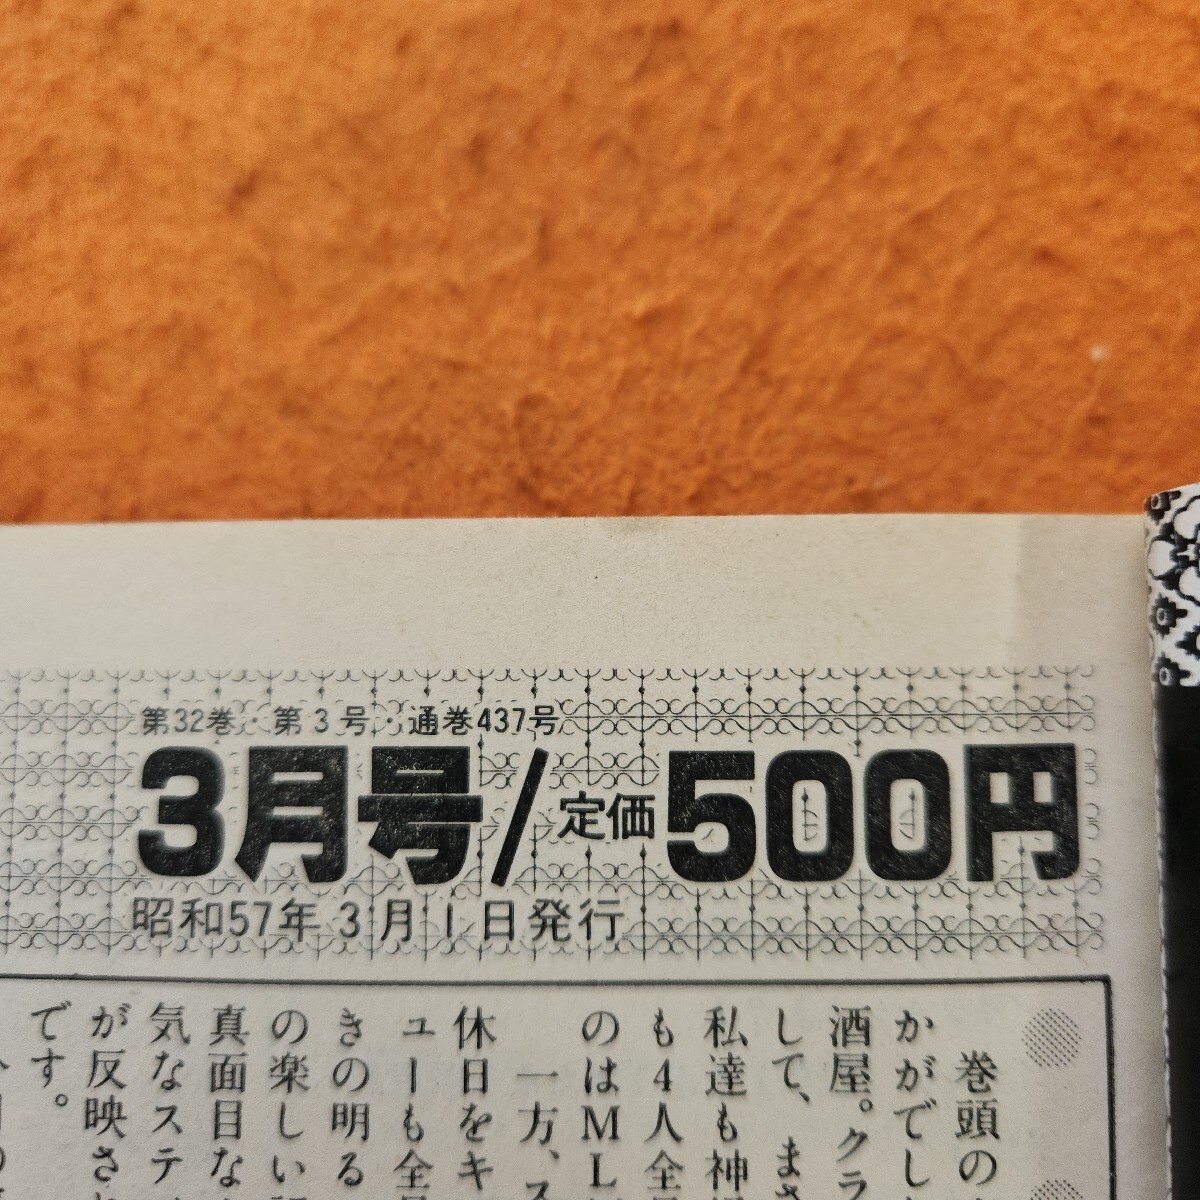 第32巻・第3号・通巻437号
3月号/定価500円
昭和57年3月1日発行
巻頭の
かがでし
酒屋。クラ
して、まさ
私達も神
も4人全
のはML
一方、ス
休日をキ
ューも全
きの明る
の楽しい
真面目な
気なステ
が反映さ
です。